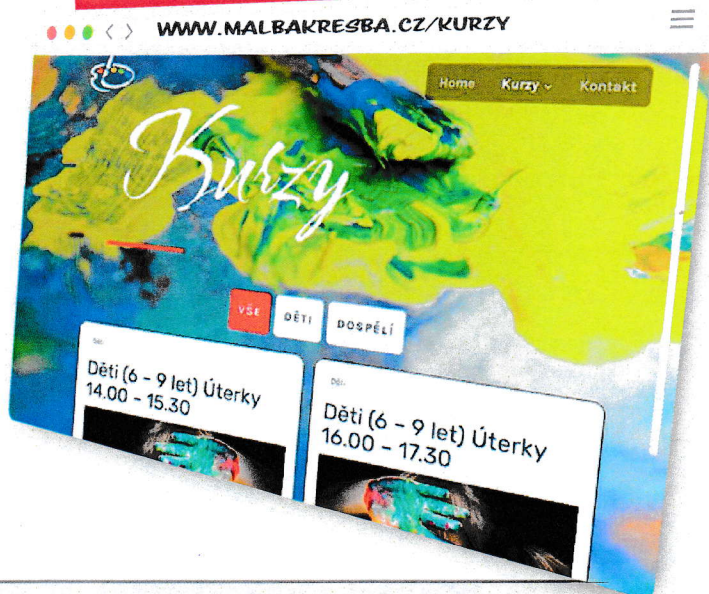 WWW.MALBAKRESBA.CZ/KURZY
Home Kurzy Kontakt
Kurzy
VŠE DĚTI DOSPĚLÍ
Děti
Děti (6 – 9 let) Úterky
14.00 – 15.30
Děti
Děti (6 – 9 let) Úterky
16.00 – 17.30